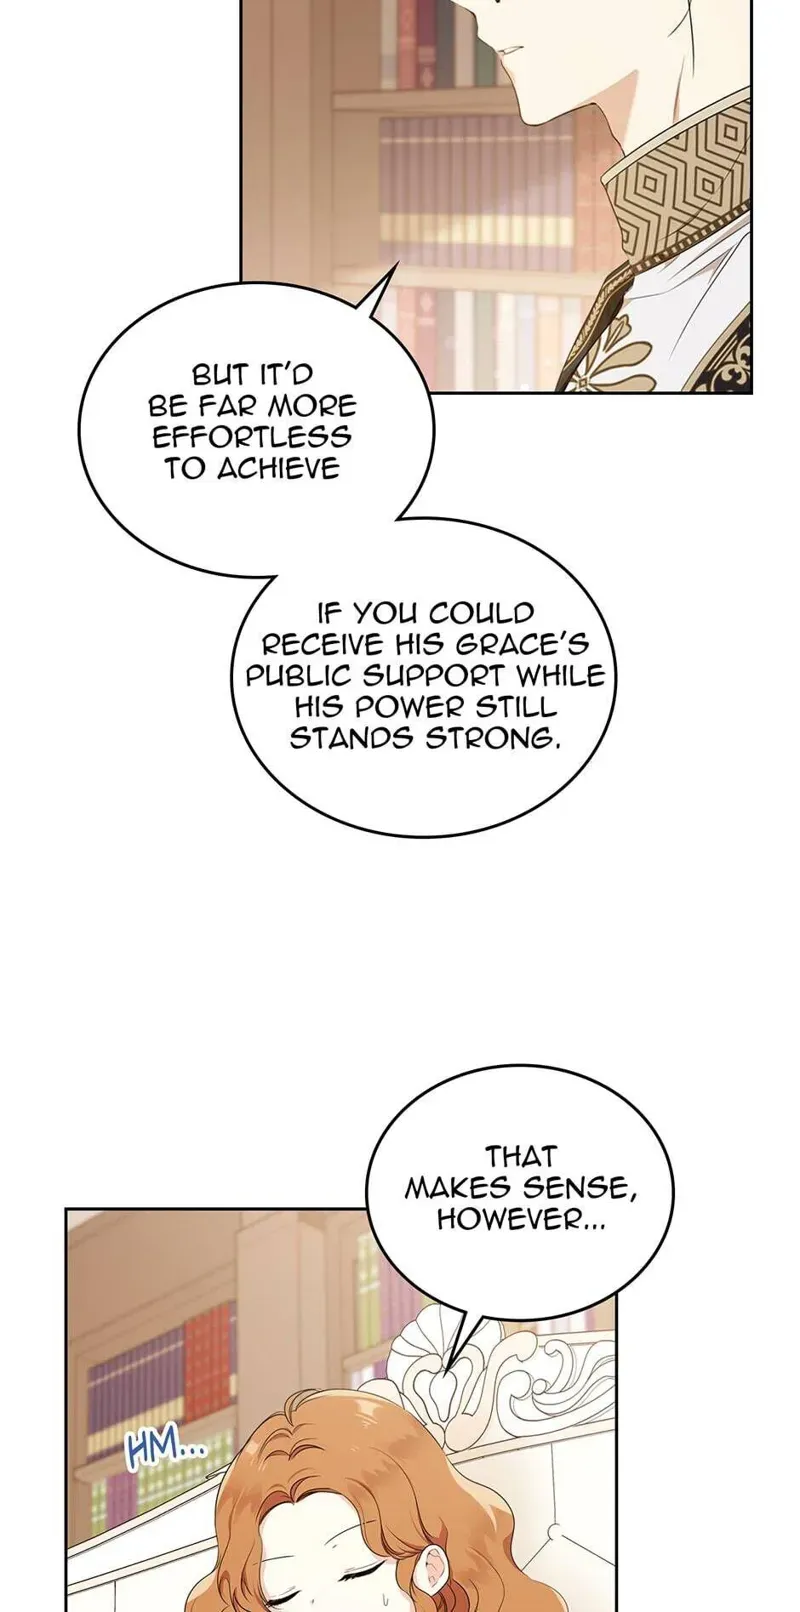 BUT IT'D
BE FAR MORE
EFFORTLESS
TO ACHIEVE
IF YOU COULD
RECEIVE HIS GRACE'S
PUBLIC SUPPORT WHILE
HIS POWER STILL
STANDS STRONG.
THAT
MAKES SENSE,
HOWEVER...
HM...